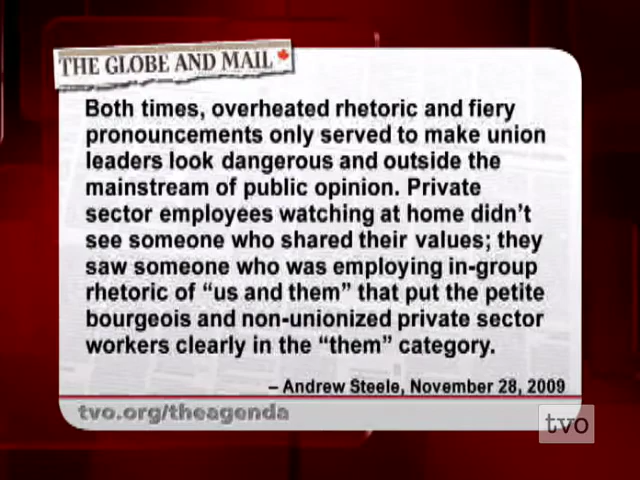 THE GLOBE AND MAIL
Both times, overheated rhetoric and fiery
pronouncements only served to make union
leaders look dangerous and outside the
mainstream of public opinion. Private
sector employees watching at home didn't
see someone who shared their values; they
saw someone who was employing in-group
rhetoric of “us and them” that put the petite
bourgeois and non-unionized private sector
workers clearly in the “them” category.
– Andrew Steele, November 28, 2009
tvo.org/theagenda
tvo